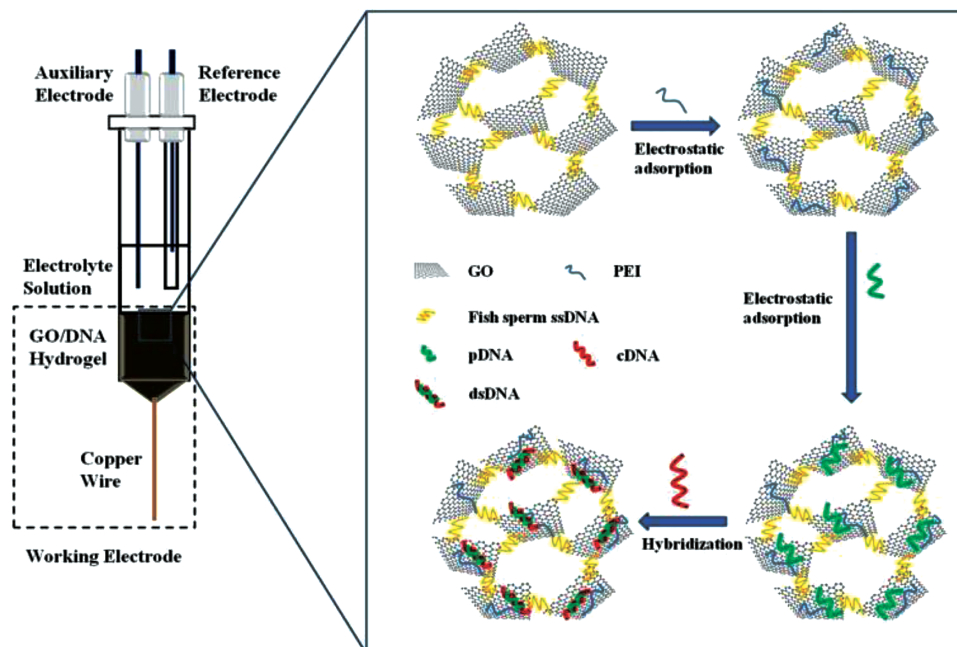 Auxiliary
Electrode
Reference
Electrode
Electrolyte
Solution
GO/DNA
Hydrogel
Copper
Wire
Working Electrode
Electrostatic
adsorption
GO
PEI
Fish sperm ssDNA
pDNA
cDNA
dsDNA
Electrostatic
adsorption
Hybridization